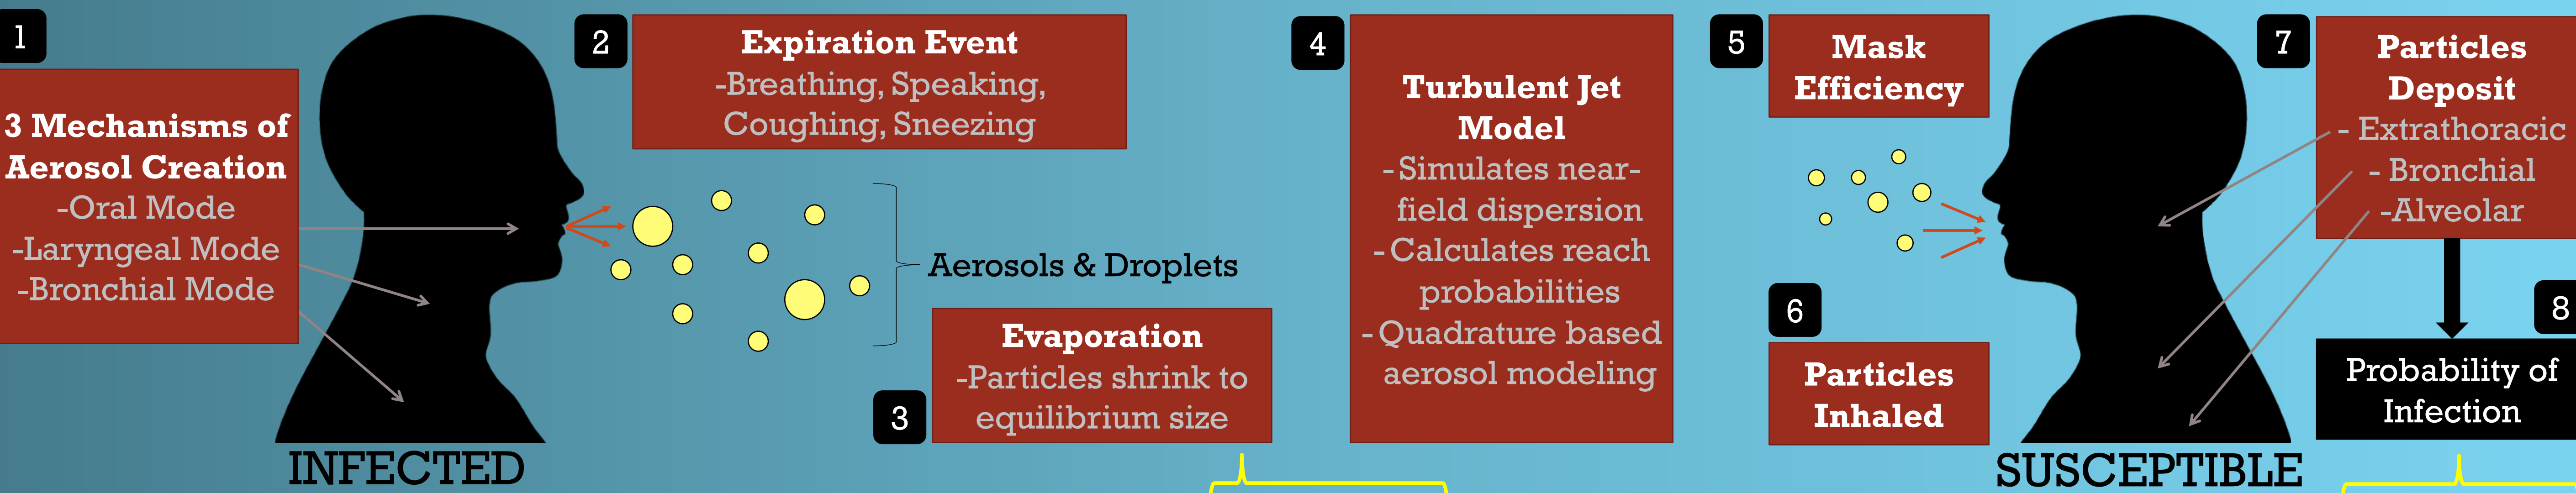 1
3 Mechanisms of
Aerosol Creation
-Oral Mode
-Laryngeal Mode
-Bronchial Mode
INFECTED
2
Expiration Event
-Breathing, Speaking,
Coughing, Sneezing
Aerosols & Droplets
3
Evaporation
-Particles shrink to
equilibrium size
4
Turbulent Jet
Model
-Simulates near-
field dispersion
-Calculates reach
probabilities
-Quadrature based
aerosol modeling
5
Mask
Efficiency
6
Particles
Inhaled
SUSCEPTIBLE
7
Particles
Deposit
- Extrathoracic
- Bronchial
-Alveolar
8
Probability of
Infection